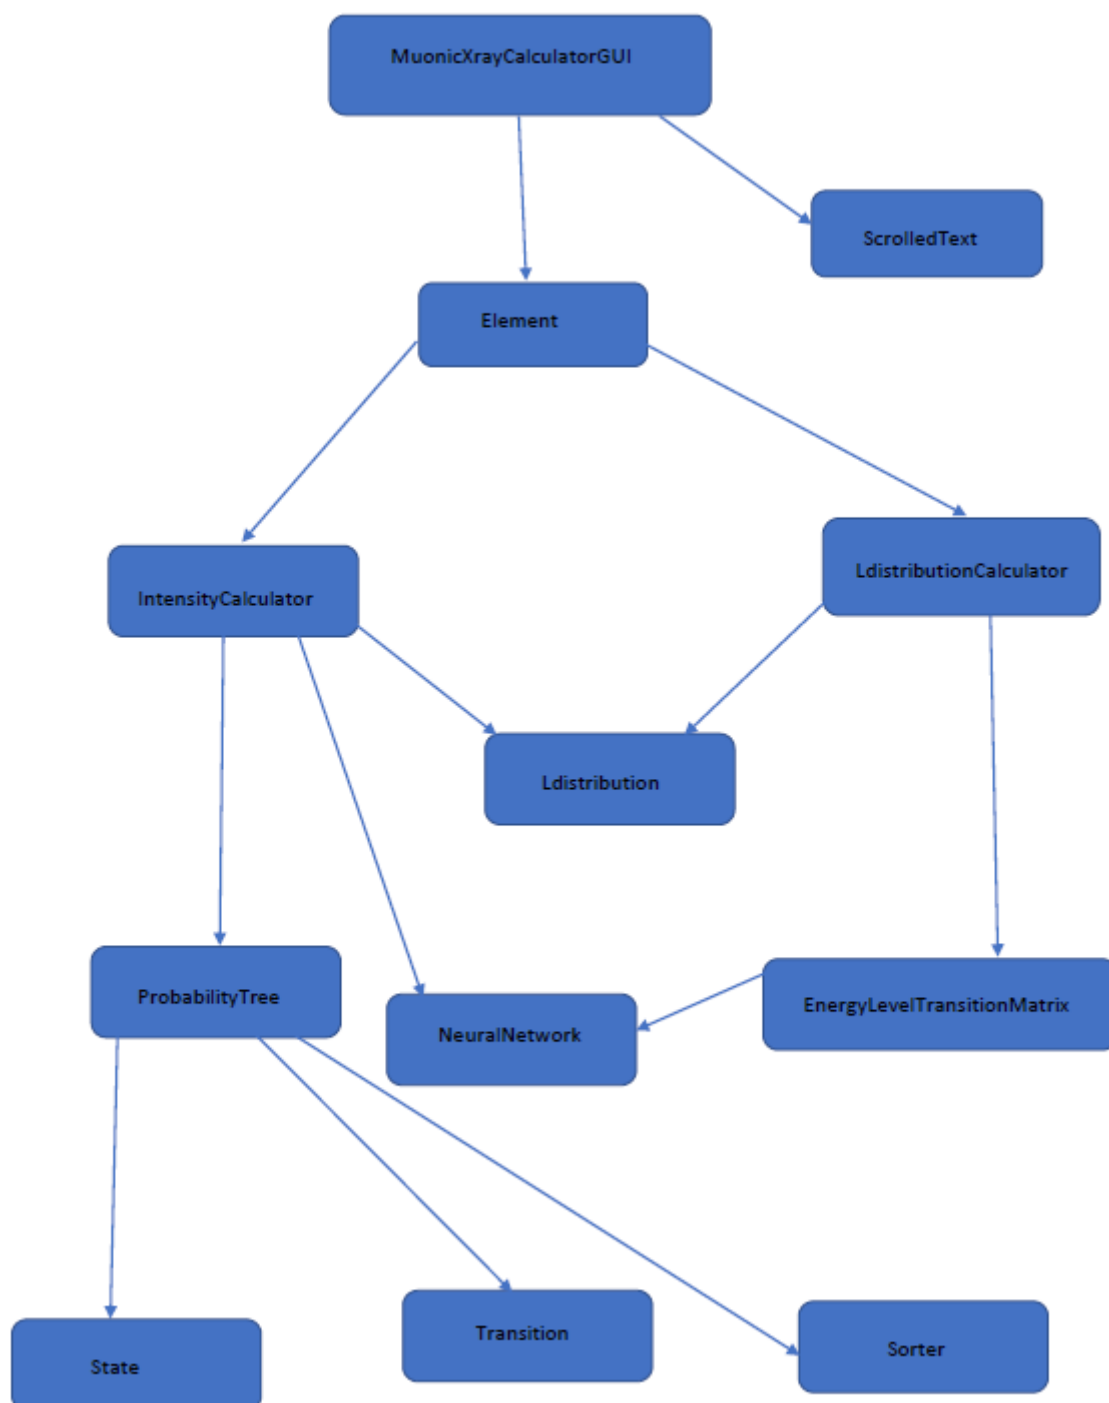 MuonicXrayCalculatorGUI
ScrolledText
Element
IntensityCalculator
LdistributionCalculator
Ldistribution
ProbabilityTree
NeuralNetwork
EnergyLevelTransitionMatrix
State
Transition
Sorter